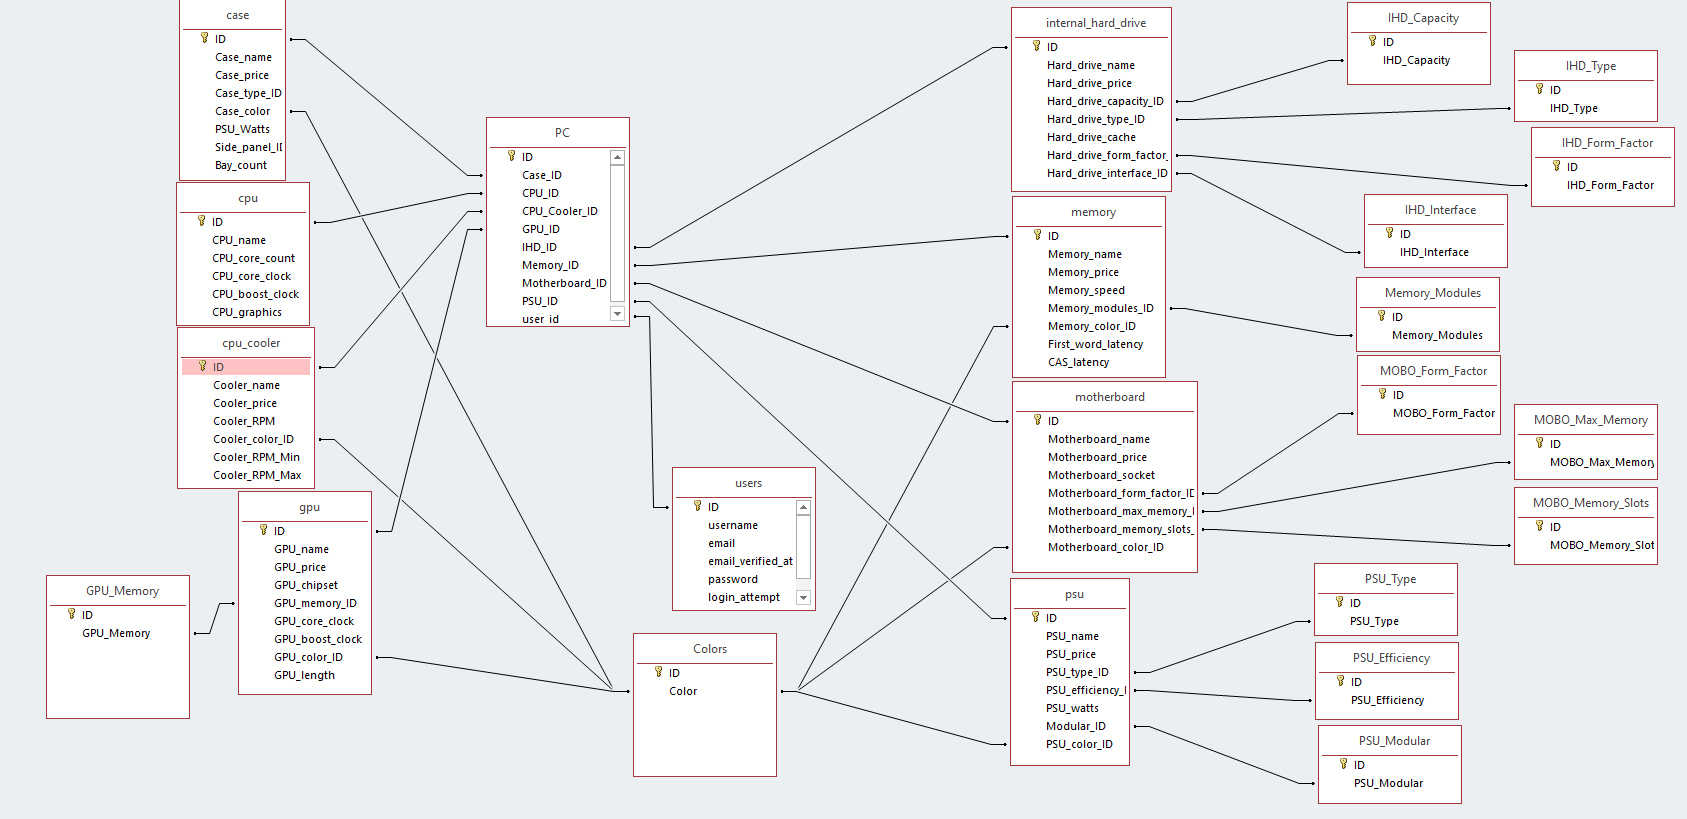 case
ID
Case_name
Case_price
Case_type_ID
Case_color
PSU_Watts
Side_panel_I
Bay_count
cpu
ID
CPU_name
CPU_core_count
CPU_core_clock
CPU_boost_clock
CPU_graphics
cpu_cooler
ID
Cooler_name
Cooler_price
Cooler_RPM
Cooler_color_ID
Cooler_RPM_Min
Cooler_RPM_Max
gpu
ID
GPU_name
GPU_price
GPU_chipset
GPU_memory_ID
GPU_core_clock
GPU_boost_clock
GPU_color_ID
GPU_length
GPU_Memory
ID
GPU_Memory
PC
ID
Case_ID
CPU_ID
CPU_Cooler_ID
GPU_ID
IHD_ID
Memory_ID
Motherboard_ID
PSU_ID
user_id
users
ID
username
email
email_verified_at
password
login_attempt
Colors
ID
Color
internal_hard_drive
ID
Hard_drive_name
Hard_drive_price
Hard_drive_capacity_ID
Hard_drive_type_ID
Hard_drive_cache
Hard_drive_form_factor_
Hard_drive_interface_ID
memory
ID
Memory_name
Memory_price
Memory_speed
Memory_modules_ID
Memory_color_ID
First_word_latency
CAS_latency
motherboard
ID
Motherboard_name
Motherboard_price
Motherboard_socket
Motherboard_form_factor_ID
Motherboard_max_memory_I
Motherboard_memory_slots_
Motherboard_color_ID
psu
ID
PSU_name
PSU_price
PSU_type_ID
PSU_efficiency_I
PSU_watts
Modular_ID
PSU_color_ID
IHD_Capacity
ID
IHD_Capacity
IHD_Type
ID
IHD_Type
IHD_Form_Factor
ID
IHD_Form_Factor
IHD_Interface
ID
IHD_Interface
Memory_Modules
ID
Memory_Modules
MOBO_Form_Factor
ID
MOBO_Form_Factor
MOBO_Max_Memory
ID
MOBO_Max_Memory
MOBO_Memory_Slots
ID
MOBO_Memory_Slot
PSU_Type
ID
PSU_Type
PSU_Efficiency
ID
PSU_Efficiency
PSU_Modular
ID
PSU_Modular